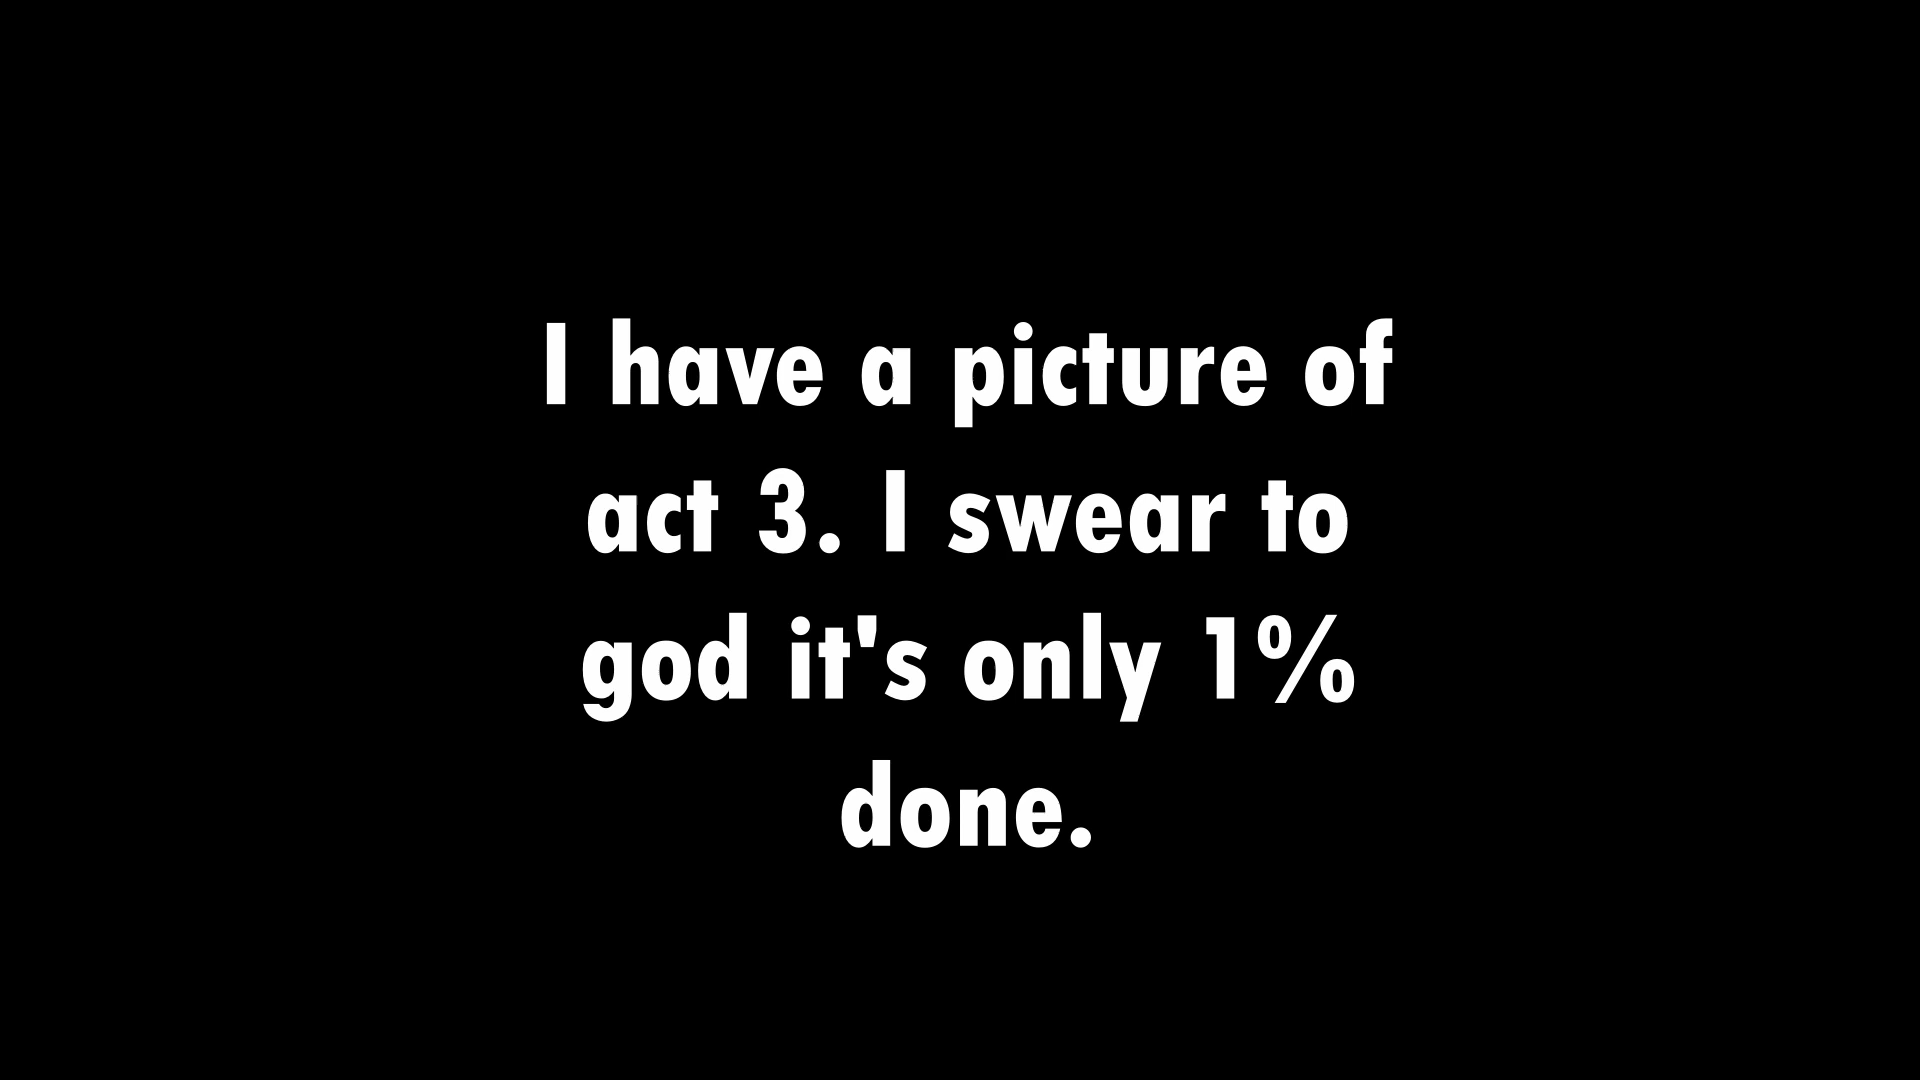 I have a picture of
act 3. I swear to
god it's only 1%
done.